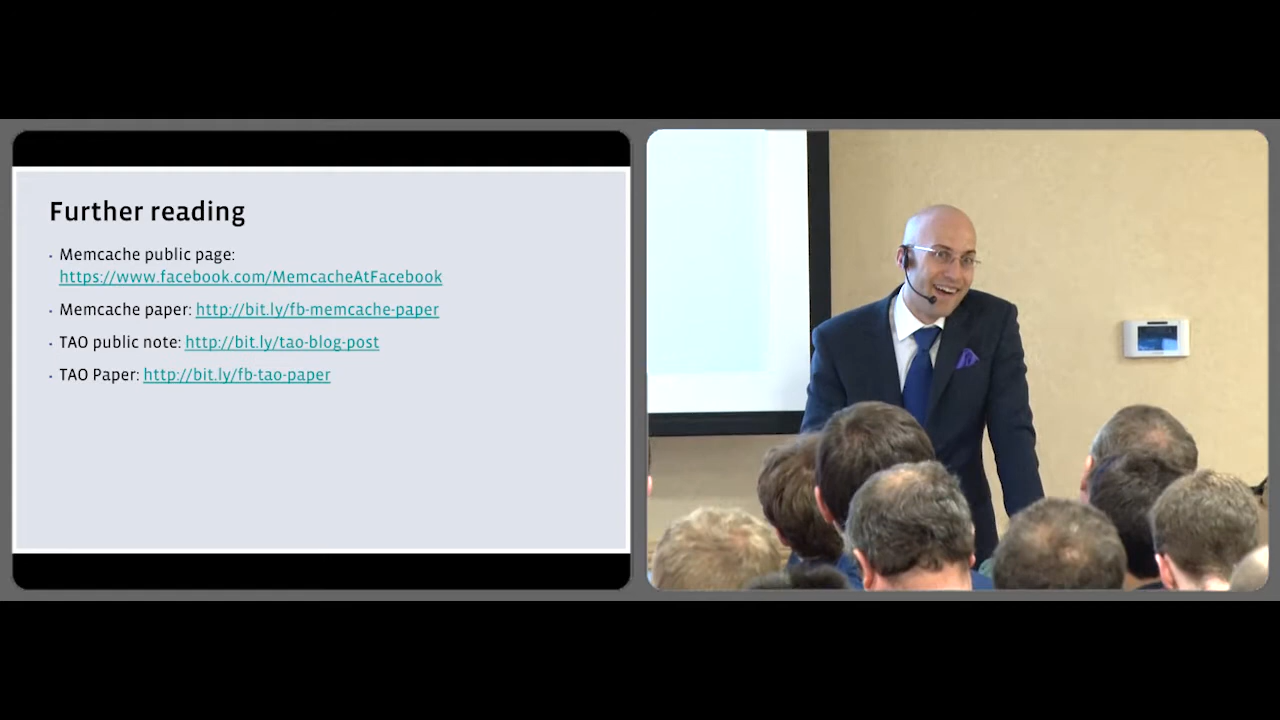 Further reading
· Memcache public page:
https://www.facebook.com/MemcacheAtFacebook
· Memcache paper: http://bit.ly/fb-memcache-paper
· TAO public note: http://bit.ly/tao-blog-post
· TAO Paper: http://bit.ly/fb-tao-paper